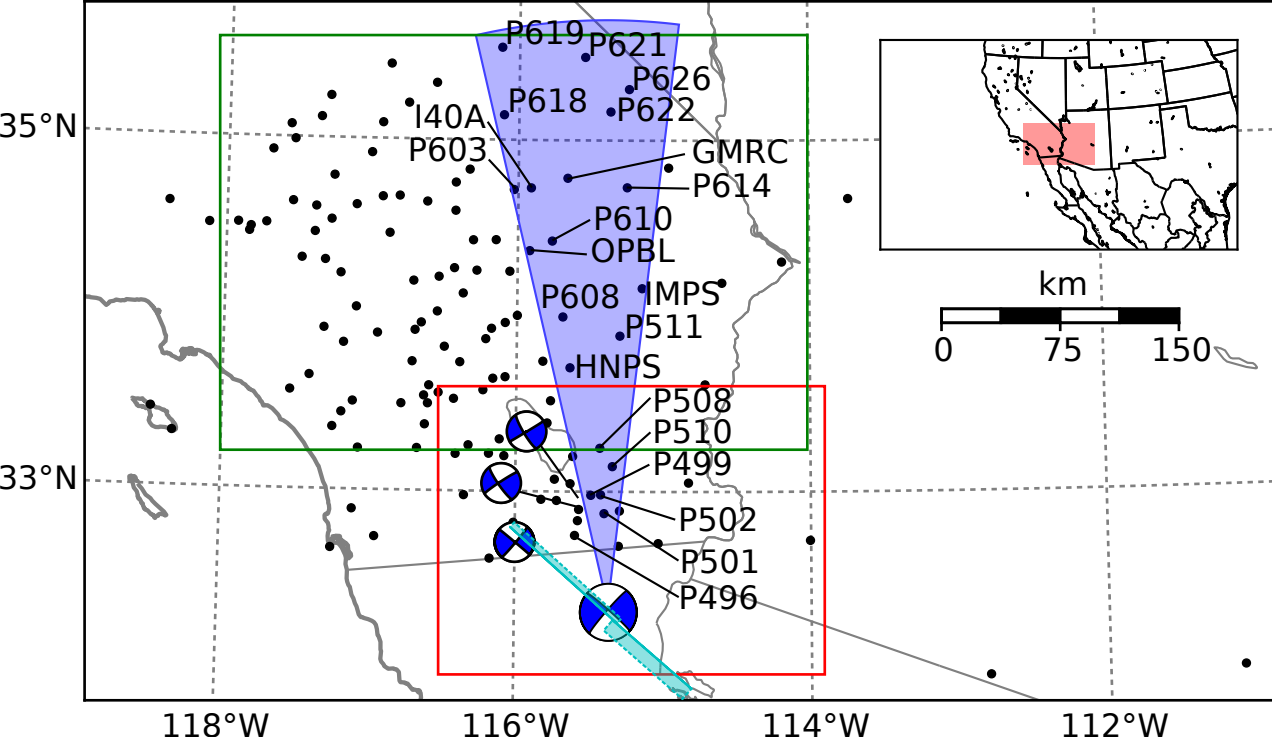 P619
P621
P626
P618
P622
I40A
P603
GMRC
P614
P610
OPBL
P608
IMPS
P511
HNPS
P508
P510
P499
P502
P501
P496
35°N
33°N
km
0 75 150
118°W 116°W 114°W 112°W